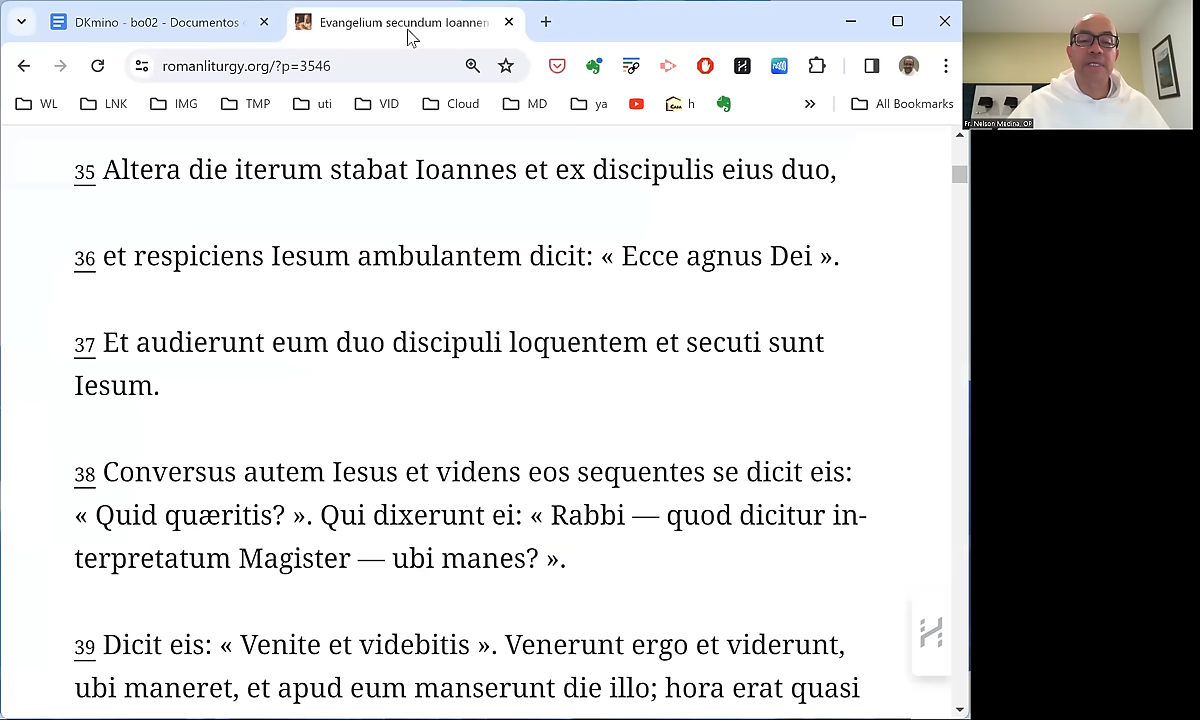 DKmino - bo02 - Documentos
Evangelium secundum Ioannen
romanliturgy.org/?p=3546
WL
LNK
IMG
TMP
uti
VID
Cloud
MD
ya
h
All Bookmarks
Fr. Nelson Medina, OP
35 Altera die iterum stabat Ioannes et ex discipulis eius duo,
36 et respiciens Iesum ambulantem dicit: « Ecce agnus Dei ».
37 Et audierunt eum duo discipuli loquentem et secuti sunt
Iesum.
38 Conversus autem Iesus et videns eos sequentes se dicit eis:
« Quid quæritis? ». Qui dixerunt ei: « Rabbi — quod dicitur in-
terpretatum Magister — ubi manes? ».
39 Dicit eis: « Venite et videbitis ». Venerunt ergo et viderunt,
ubi maneret, et apud eum manserunt die illo; hora erat quasi